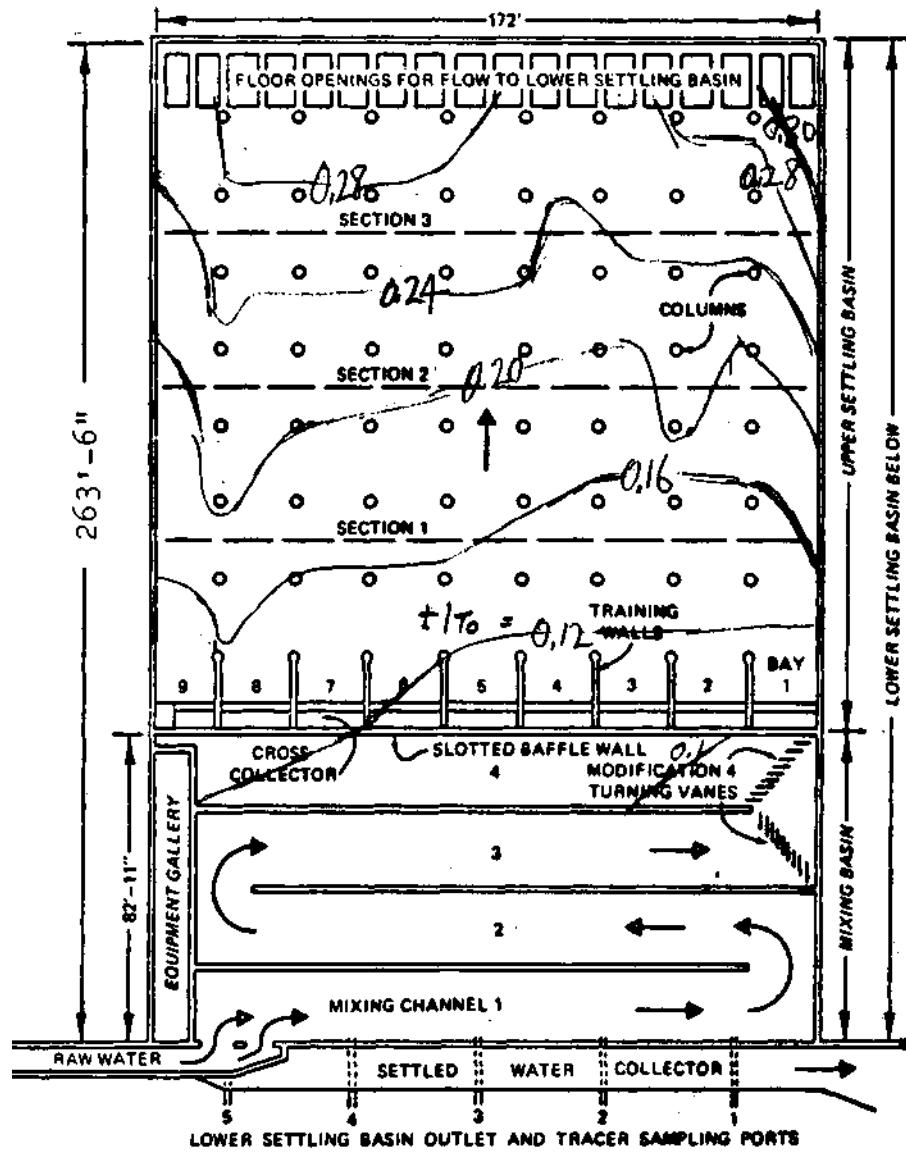 172'
FLOOR OPENINGS FOR FLOW TO LOWER SETTLING BASIN
0.20
0.28
0.28
SECTION 3
0.24
COLUMNS
SECTION 2
0.20
263'-6"
UPPER SETTLING BASIN
LOWER SETTLING BASIN BELOW
0.16
SECTION 1
t/To = 0.12
TRAINING
WALLS
BAY
9 8 7 6 5 4 3 2 1
CROSS
COLLECTOR
SLOTTED BAFFLE WALL
4
MODIFICATION 4
TURNING VANES
82'-11"
EQUIPMENT GALLERY
MIXING BASIN
3
2
MIXING CHANNEL 1
RAW WATER
SETTLED WATER COLLECTOR
5 4 3 2 1
LOWER SETTLING BASIN OUTLET AND TRACER SAMPLING PORTS